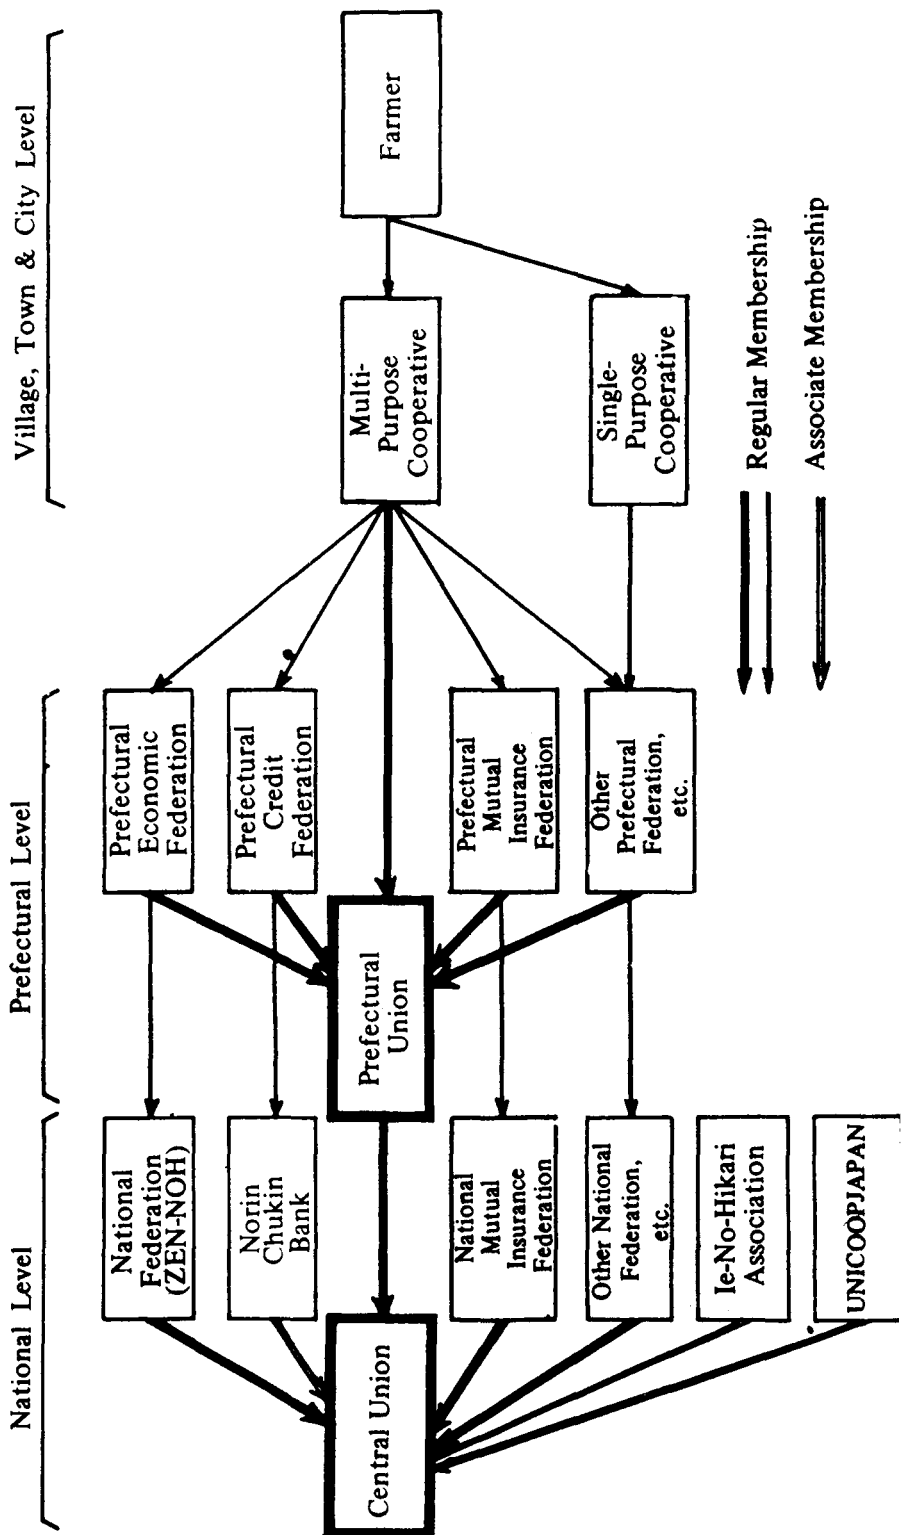 National Level
Prefectural Level
Village, Town & City Level
National
Federation
(ZEN-NOH)
Prefectural
Economic
Federation
Norin
Chukin
Bank
Prefectural
Credit
Federation
Central Union
Prefectural
Union
Multi-
Purpose
Cooperative
Farmer
National
Mutual
Insurance
Federation
Prefectural
Mutual
Insurance
Federation
Other National
Federation,
etc.
Other
Prefectural
Federation,
etc.
Single-
Purpose
Cooperative
Ie-No-Hikari
Association
UNICOOPJAPAN
Regular Membership
Associate Membership